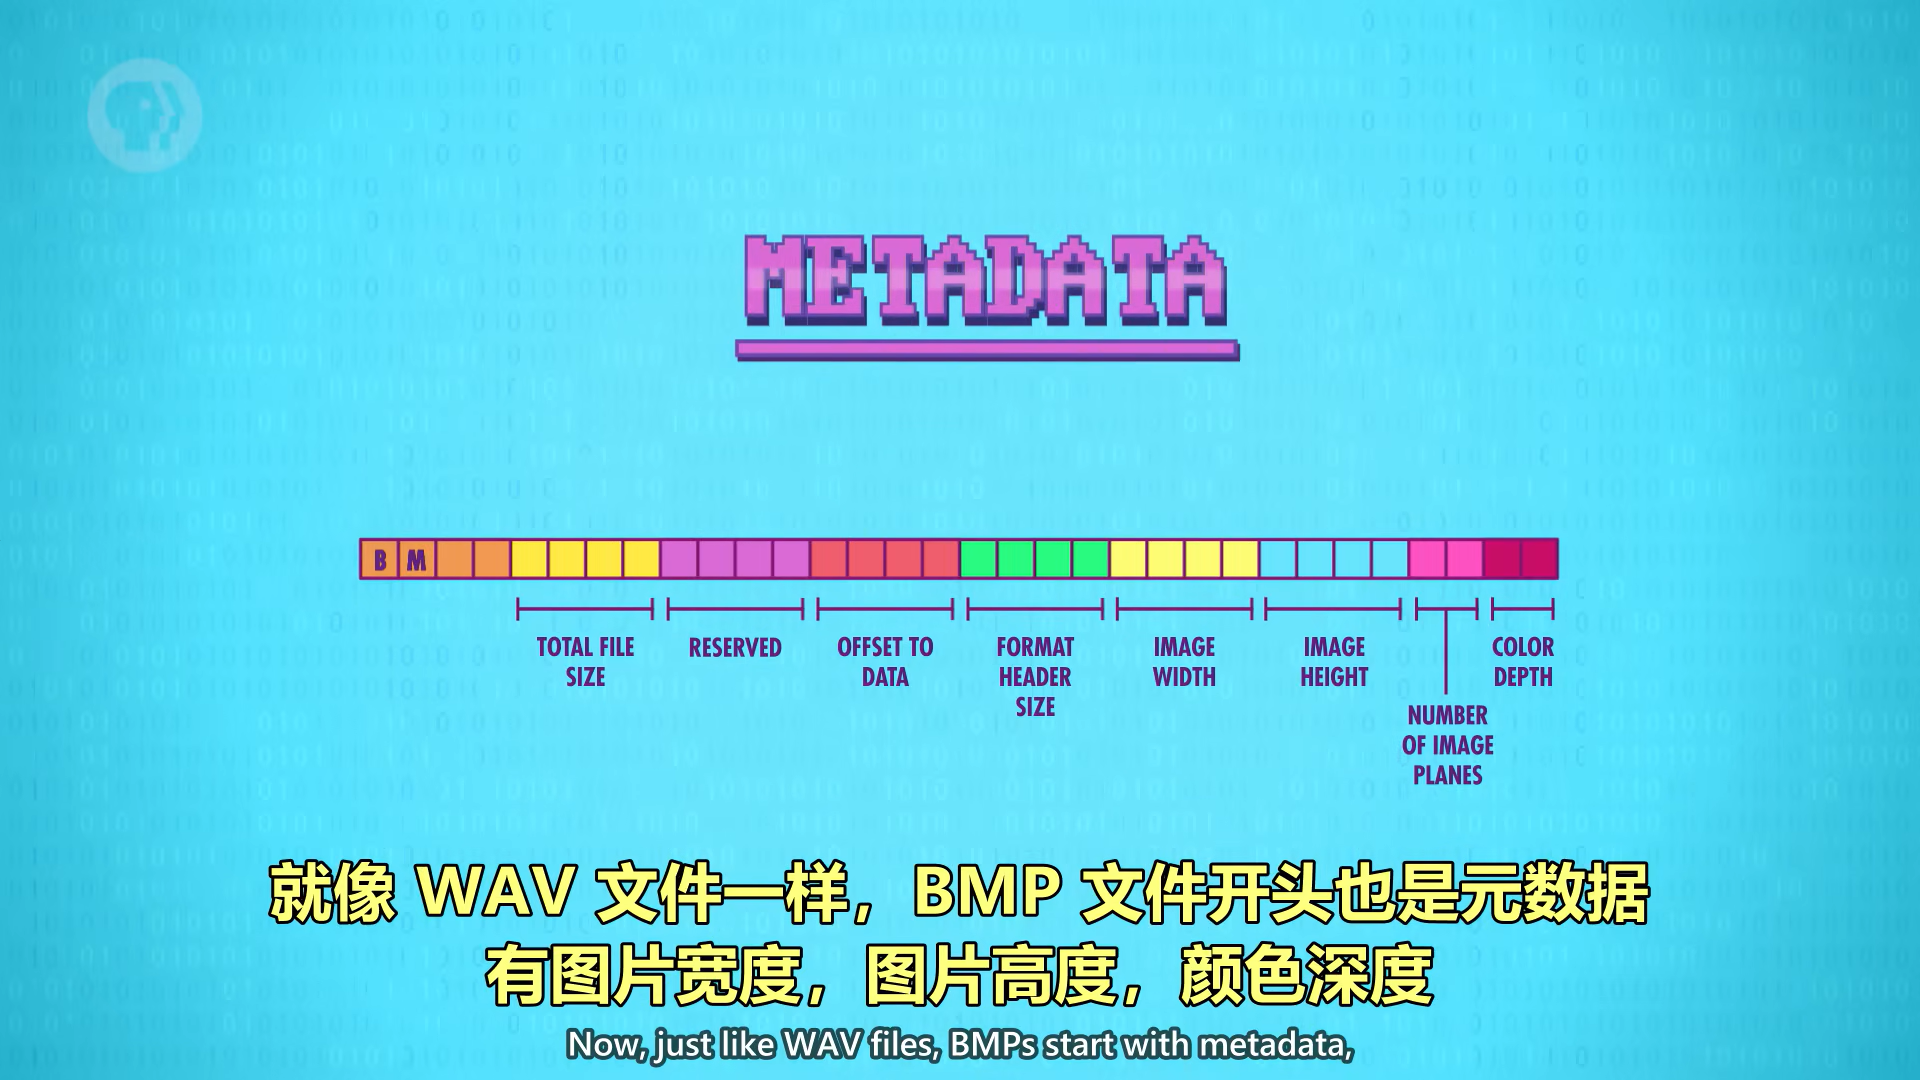 METADATA
B M
TOTAL FILE
SIZE
RESERVED
OFFSET TO
DATA
FORMAT
HEADER
SIZE
IMAGE
WIDTH
IMAGE
HEIGHT
NUMBER
OF IMAGE
PLANES
COLOR
DEPTH
就像 WAV 文件一样，BMP 文件开头也是元数据
有图片宽度，图片高度，颜色深度
Now, just like WAV files, BMPs start with metadata,